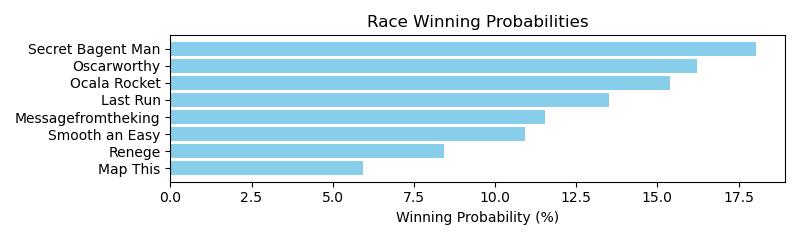 Race Winning Probabilities
Secret Bagent Man
Oscarworthy
Ocala Rocket
Last Run
Messagefromtheking
Smooth an Easy
Renege
Map This
0.0 2.5 5.0 7.5 10.0 12.5 15.0 17.5
Winning Probability (%)